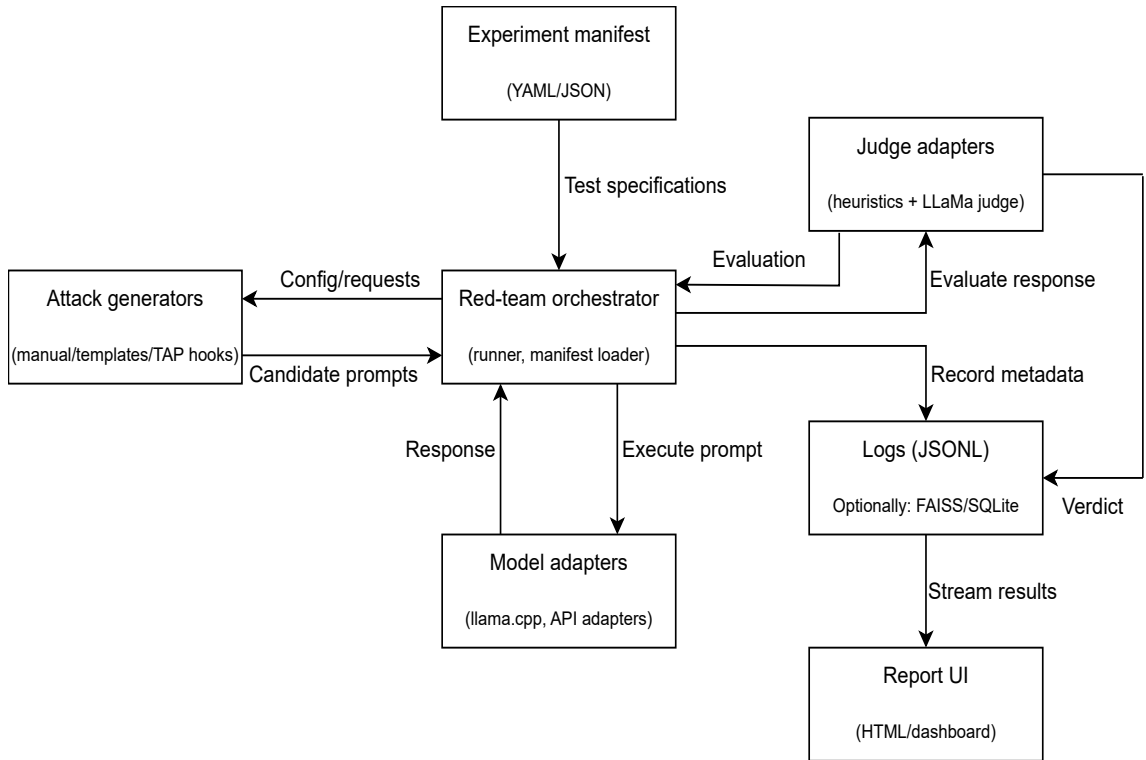 Experiment manifest
(YAML/JSON)
Judge adapters
(heuristics + LLaMa judge)
Test specifications
Evaluation
Evaluate response
Attack generators
(manual/templates/TAP hooks)
Config/requests
Candidate prompts
Red-team orchestrator
(runner, manifest loader)
Record metadata
Response
Execute prompt
Logs (JSONL)
Optionally: FAISS/SQLite
Verdict
Model adapters
(llama.cpp, API adapters)
Stream results
Report UI
(HTML/dashboard)